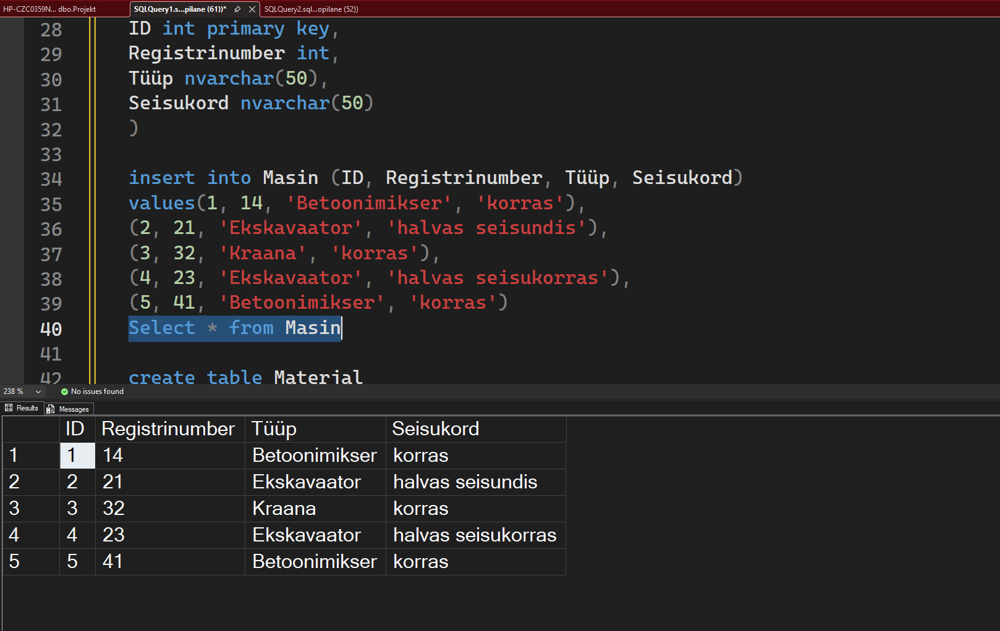 HP-CZC0359N... dbo.Projekt
SQLQuery1.s...pilane (61))*
SQLQuery2.sql...opilane (52))
28 ID int primary key,
29 Registrinumber int,
30 Tüüp nvarchar(50),
31 Seisukord nvarchar(50)
32 )
33
34 insert into Masin (ID, Registrinumber, Tüüp, Seisukord)
35 values(1, 14, 'Betoonimikser', 'korras'),
36 (2, 21, 'Ekskavaator', 'halvas seisundis'),
37 (3, 32, 'Kraana', 'korras'),
38 (4, 23, 'Ekskavaator', 'halvas seisukorras'),
39 (5, 41, 'Betoonimikser', 'korras')
40 Select * from Masin
41
42 create table Material
238 % No issues found
Results Messages
ID Registrinumber Tüüp Seisukord
1 1 14 Betoonimikser korras
2 2 21 Ekskavaator halvas seisundis
3 3 32 Kraana korras
4 4 23 Ekskavaator halvas seisukorras
5 5 41 Betoonimikser korras